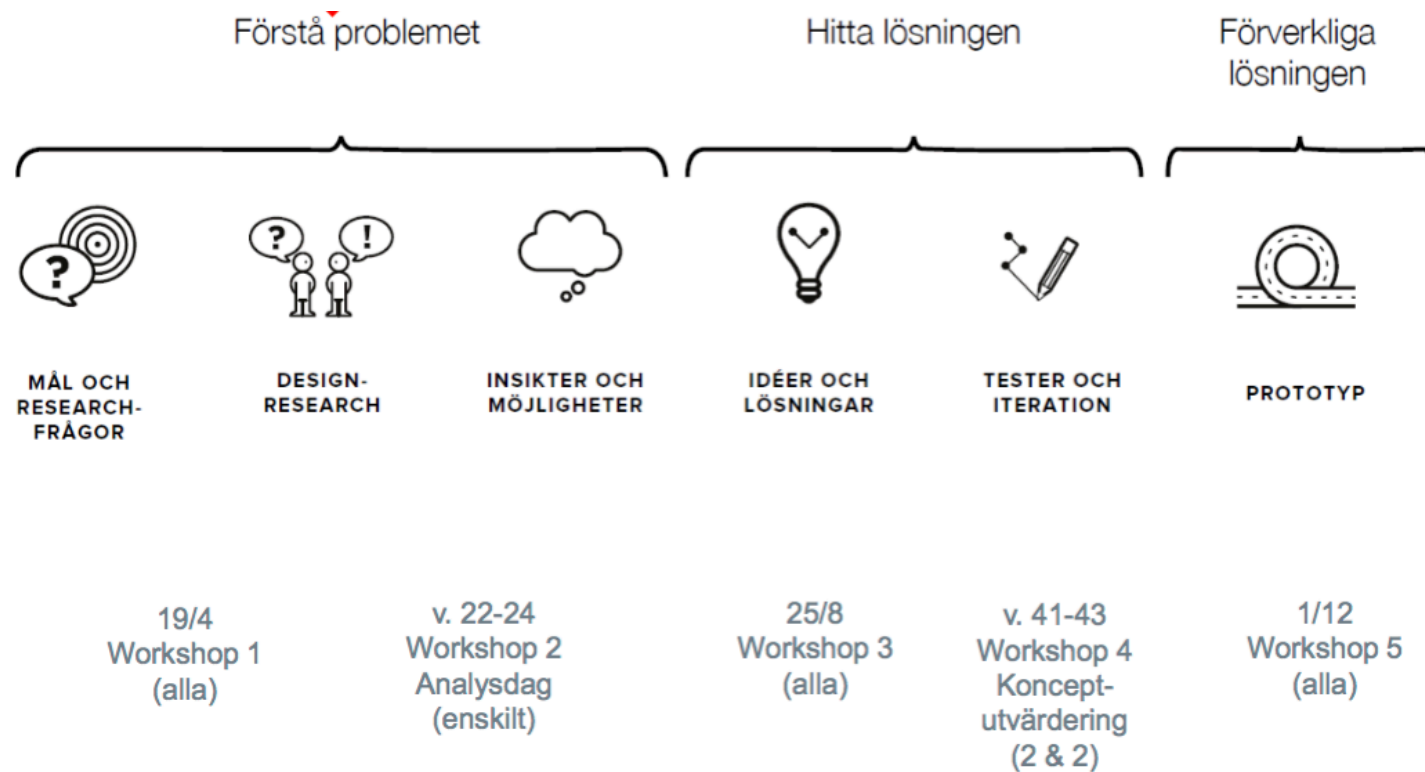 Förstå problemet
Hitta lösningen
Förverkliga
lösningen
?
?
!
MÅL OCH
RESEARCH-
FRÅGOR
DESIGN-
RESEARCH
INSIKTER OCH
MÖJLIGHETER
IDÉER OCH
LÖSNINGAR
TESTER OCH
ITERATION
PROTOTYP
19/4
Workshop 1
(alla)
v. 22-24
Workshop 2
Analysdag
(enskilt)
25/8
Workshop 3
(alla)
v. 41-43
Workshop 4
Koncept-
utvärdering
(2 & 2)
1/12
Workshop 5
(alla)